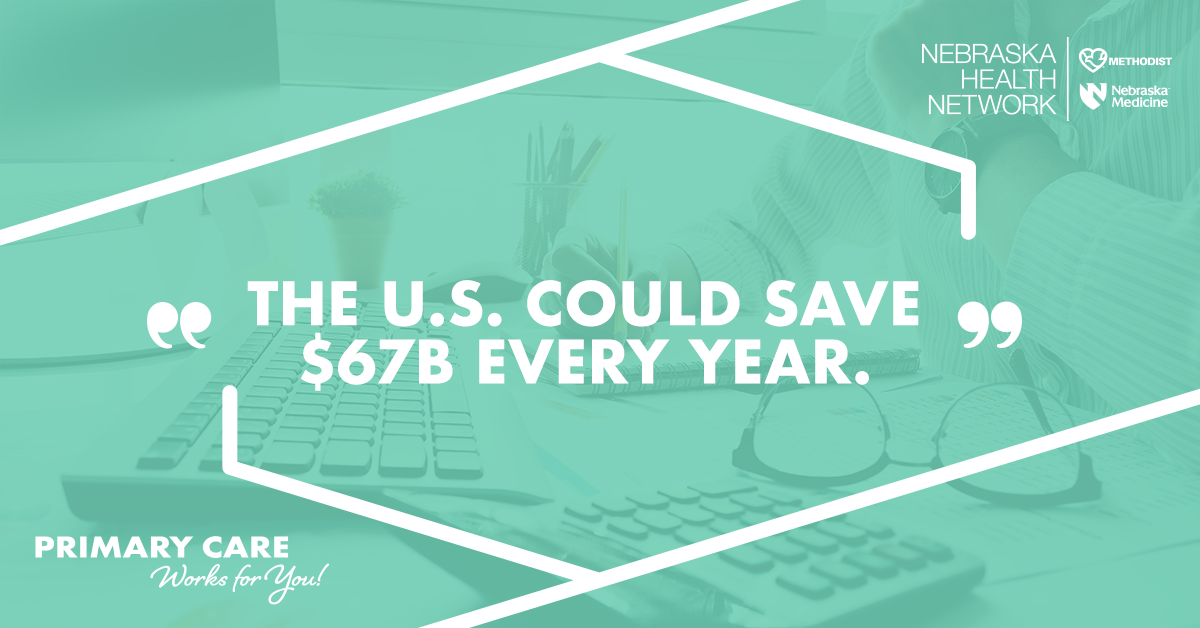 NEBRASKA
HEALTH
NETWORK
METHODIST
Nebraska
Medicine
“THE U.S. COULD SAVE
$67B EVERY YEAR.”
PRIMARY CARE
Works for You!